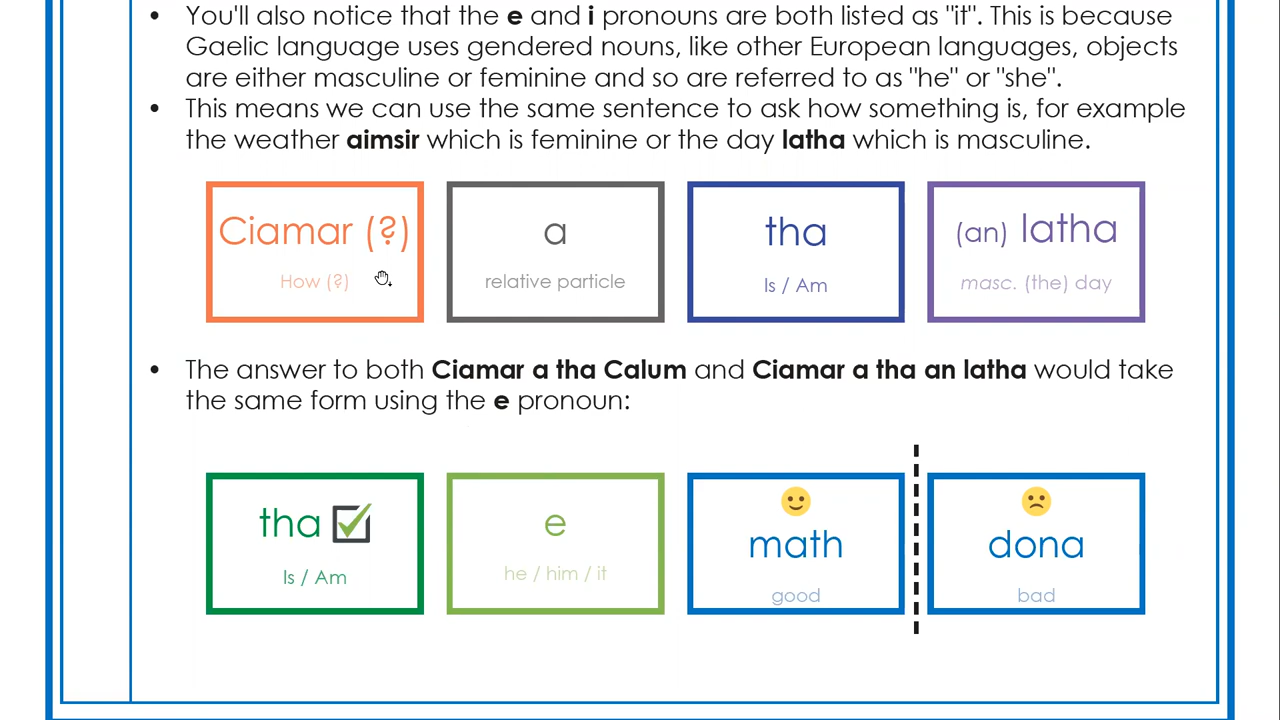 • You'll also notice that the e and i pronouns are both listed as "it". This is because
Gaelic language uses gendered nouns, like other European languages, objects
are either masculine or feminine and so are referred to as "he" or "she".
• This means we can use the same sentence to ask how something is, for example
the weather aimsir which is feminine or the day latha which is masculine.
Ciamar (?)
How (?)
a
relative particle
tha
Is / Am
(an) latha
masc. (the) day
• The answer to both Ciamar a tha Calum and Ciamar a tha an latha would take
the same form using the e pronoun:
tha
Is / Am
e
he / him / it
math
good
dona
bad